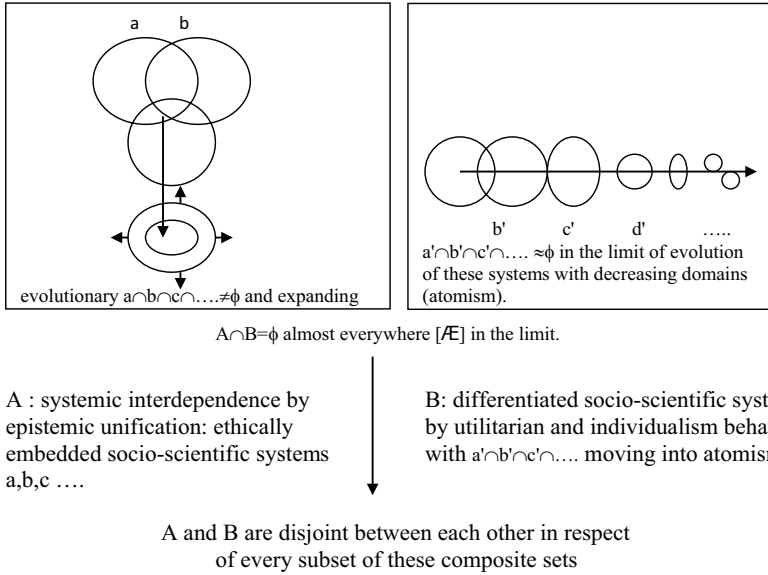 a b
evolutionary a∩b∩c∩….≠ϕ and expanding
b' c' d' …..
a'∩b'∩c'∩…. ≈ϕ in the limit of evolution
of these systems with decreasing domains
(atomism).
A∩B=ϕ almost everywhere [Æ] in the limit.
A : systemic interdependence by
epistemic unification: ethically
embedded socio-scientific systems
a,b,c ….
B: differentiated socio-scientific syst
by utilitarian and individualism beha
with a'∩b'∩c'∩…. moving into atomism
A and B are disjoint between each other in respect
of every subset of these composite sets